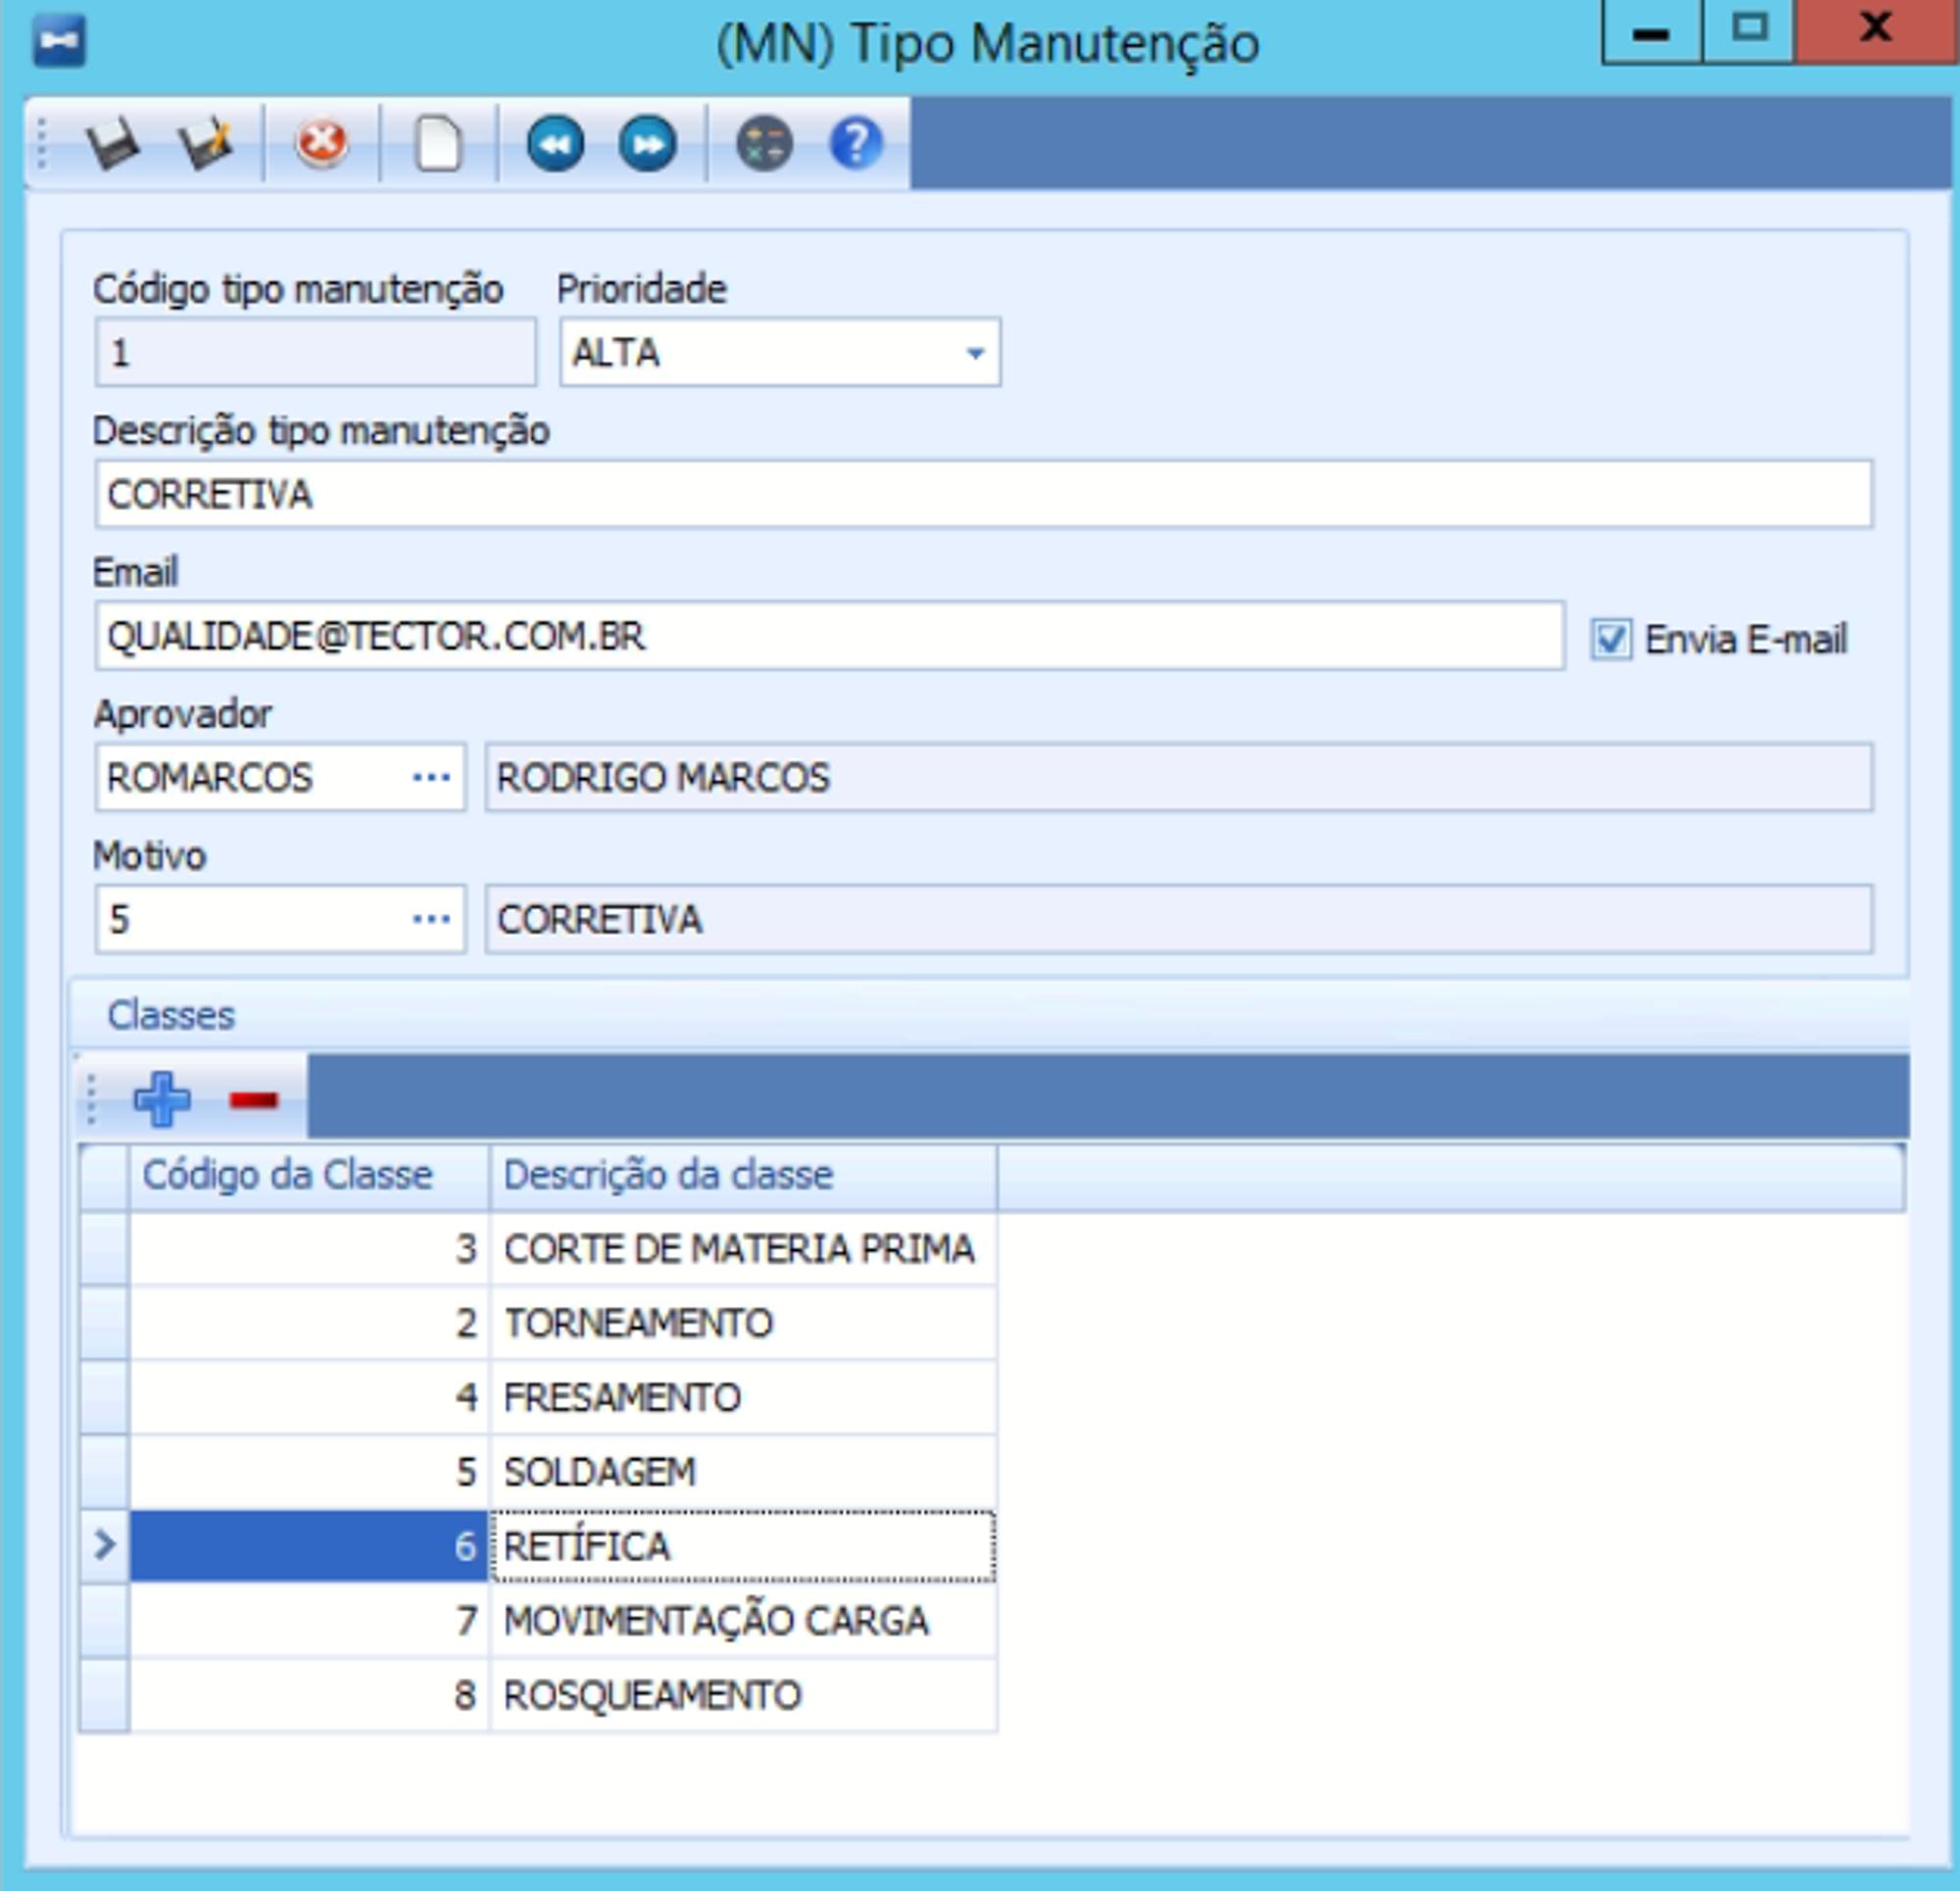 (MN) Tipo Manutenção
Código tipo manutenção Prioridade
1 ALTA
Descrição tipo manutenção
CORRETIVA
Email
QUALIDADE@TECTOR.COM.BR Envia E-mail
Aprovador
ROMARCOS ... RODRIGO MARCOS
Motivo
5 ... CORRETIVA
Classes
Código da Classe Descrição da classe
3 CORTE DE MATERIA PRIMA
2 TORNEAMENTO
4 FRESAMENTO
5 SOLDAGEM
6 RETÍFICA
7 MOVIMENTAÇÃO CARGA
8 ROSQUEAMENTO